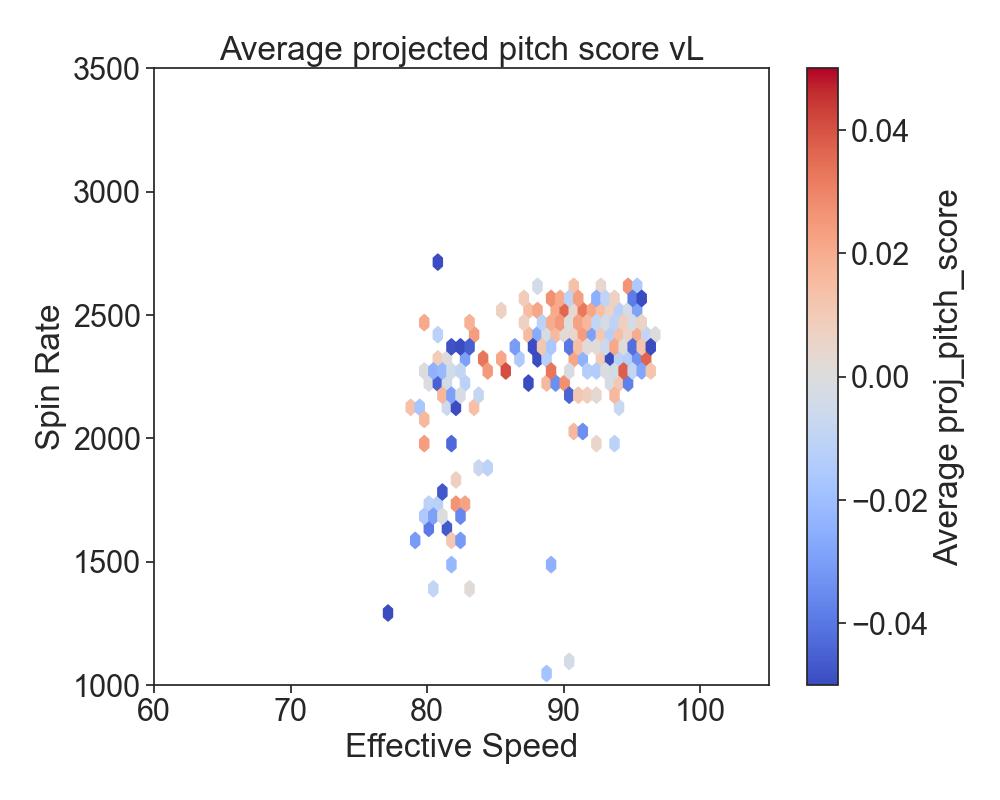 Average projected pitch score vL
3500
3000
2500
2000
1500
1000
Spin Rate
60 70 80 90 100
Effective Speed
0.04
0.02
0.00
−0.02
−0.04
Average proj_pitch_score